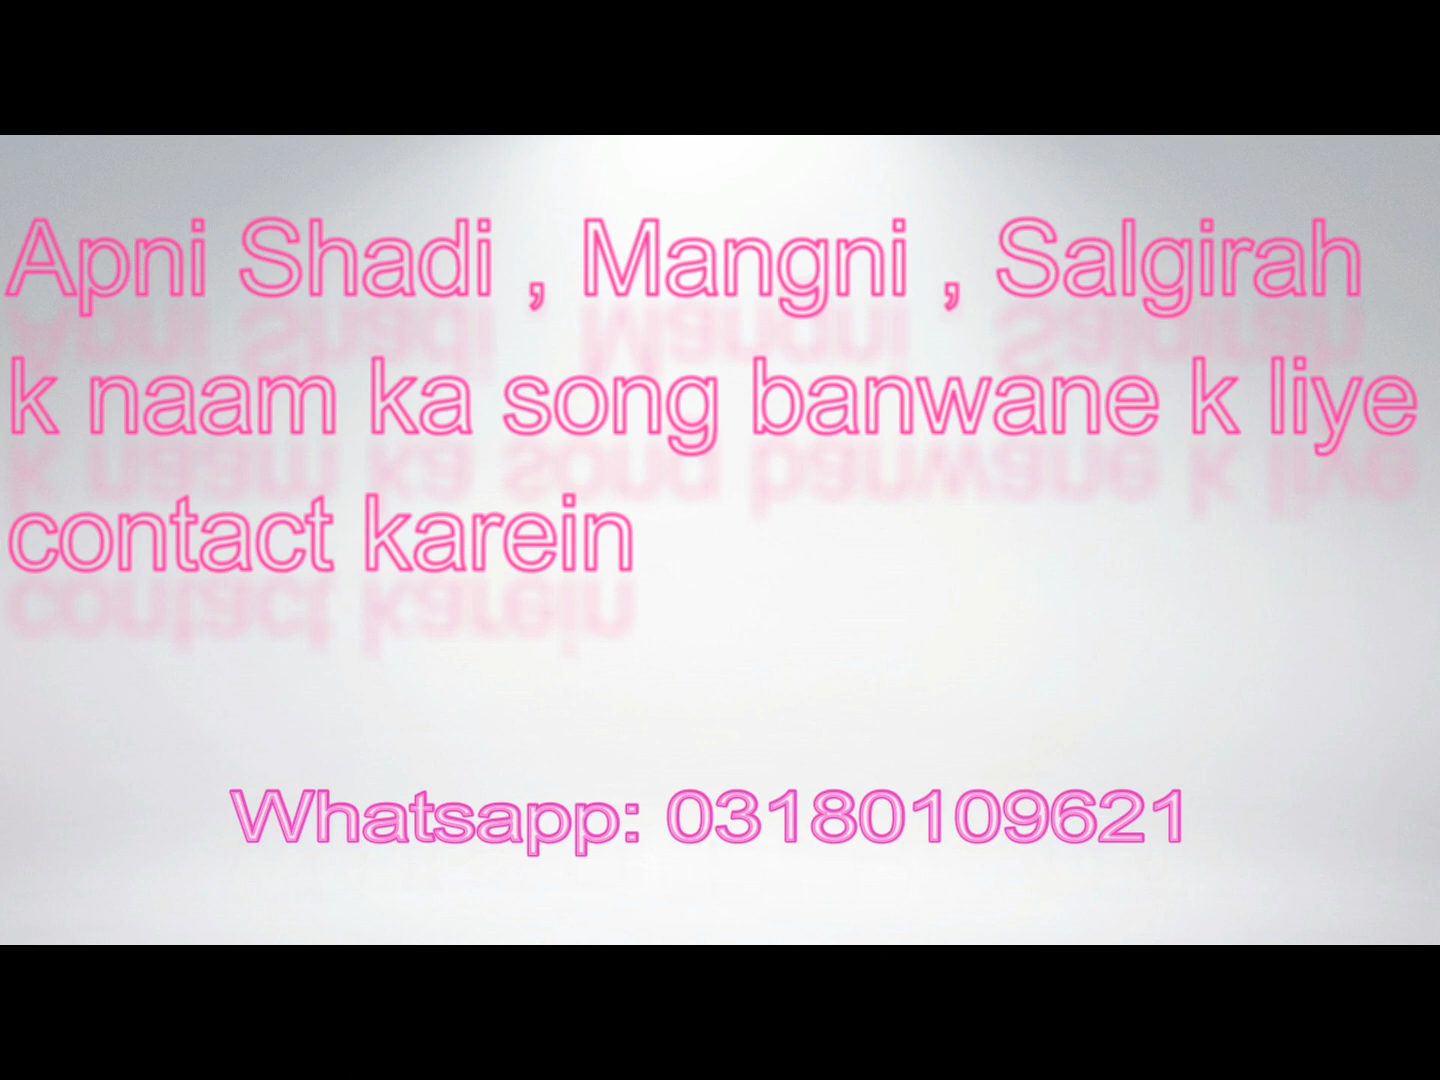 Apni Shadi , Mangni , Salgirah
k naam ka song banwane k liye
contact karein
Whatsapp: 03180109621